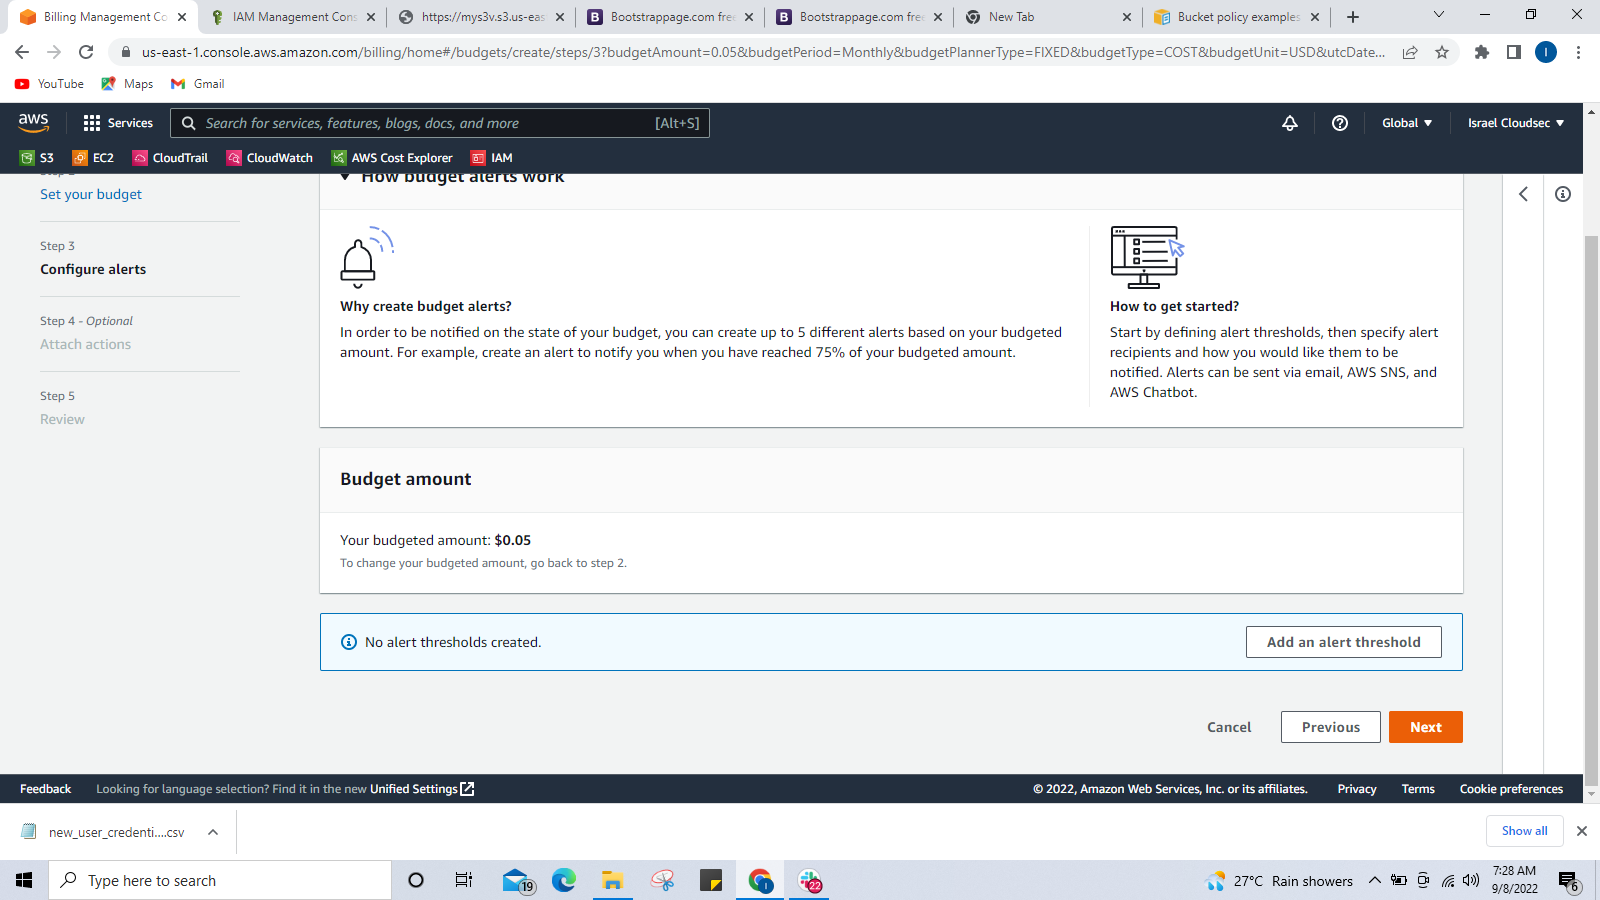 Billing Management Co
IAM Management Cons
https://mys3v.s3.us-eas
Bootstrappage.com free
Bootstrappage.com free
New Tab
Bucket policy examples
us-east-1.console.aws.amazon.com/billing/home#/budgets/create/steps/3?budgetAmount=0.05&budgetPeriod=Monthly&budgetPlannerType=FIXED&budgetType=COST&budgetUnit=USD&utcDate...
I
YouTube
Maps
Gmail
aws
Services
Search for services, features, blogs, docs, and more
[Alt+S]
Global
Israel Cloudsec
S3
EC2
CloudTrail
CloudWatch
AWS Cost Explorer
IAM
Set your budget
Step 3
Configure alerts
Step 4 - Optional
Attach actions
Step 5
Review
How budget alerts work
Why create budget alerts?
In order to be notified on the state of your budget, you can create up to 5 different alerts based on your budgeted
amount. For example, create an alert to notify you when you have reached 75% of your budgeted amount.
How to get started?
Start by defining alert thresholds, then specify alert
recipients and how you would like them to be
notified. Alerts can be sent via email, AWS SNS, and
AWS Chatbot.
Budget amount
Your budgeted amount: $0.05
To change your budgeted amount, go back to step 2.
No alert thresholds created.
Add an alert threshold
Cancel
Previous
Next
Feedback
Looking for language selection? Find it in the new Unified Settings
© 2022, Amazon Web Services, Inc. or its affiliates.
Privacy
Terms
Cookie preferences
new_user_credenti....csv
Show all
Type here to search
19
22
27°C Rain showers
7:28 AM
9/8/2022
6